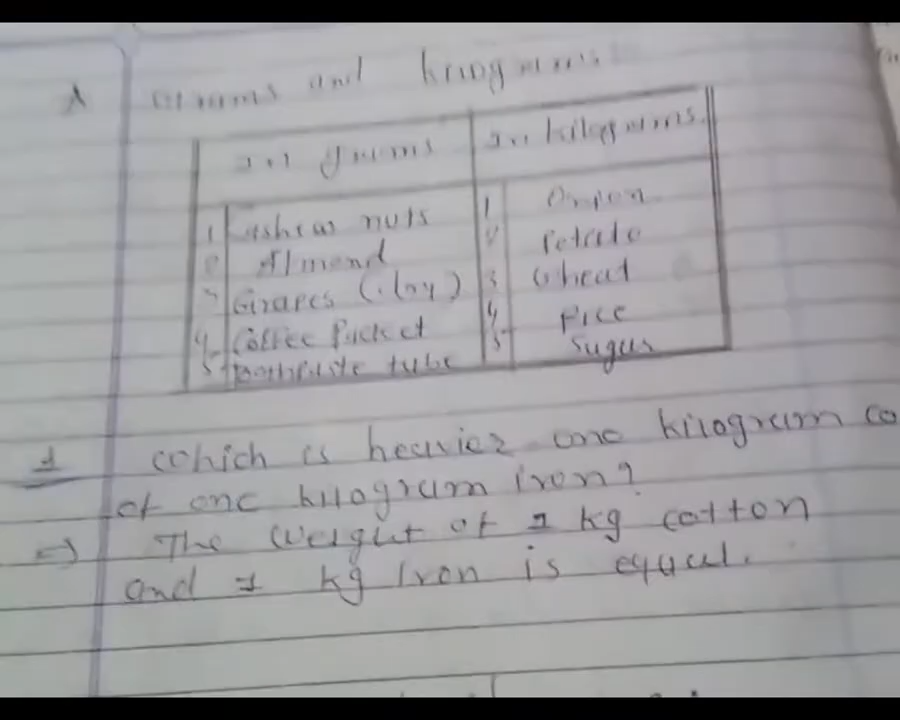 Grams and kilograms
In grams In kilograms
1 cashew nuts 1 Onion
2 Almond 2 Potato
3 Grapes (dry) 3 Wheat
4 Coffee Packet 4 Rice
5 toothpaste tube 5 Sugar
1 Which is heavier one kilogram co
of one kilogram iron?
=> The Weight of 1 kg cotton
and 1 kg Iron is equal.